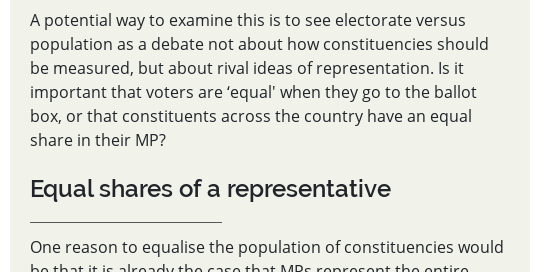 A potential way to examine this is to see electorate versus
population as a debate not about how constituencies should
be measured, but about rival ideas of representation. Is it
important that voters are ‘equal' when they go to the ballot
box, or that constituents across the country have an equal
share in their MP?
Equal shares of a representative
One reason to equalise the population of constituencies would
be that it is already the case that MPs represent the entire